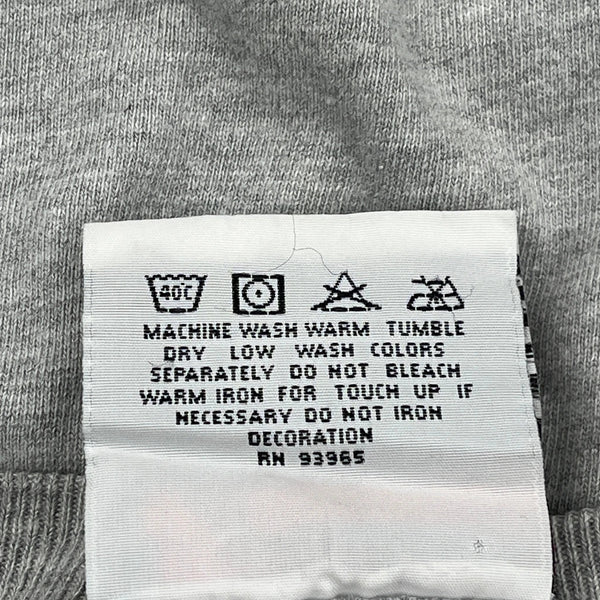 40C
MACHINE WASH WARM TUMBLE
DRY LOW WASH COLORS
SEPARATELY DO NOT BLEACH
WARM IRON FOR TOUCH UP IF
NECESSARY DO NOT IRON
DECORATION
RN 93965